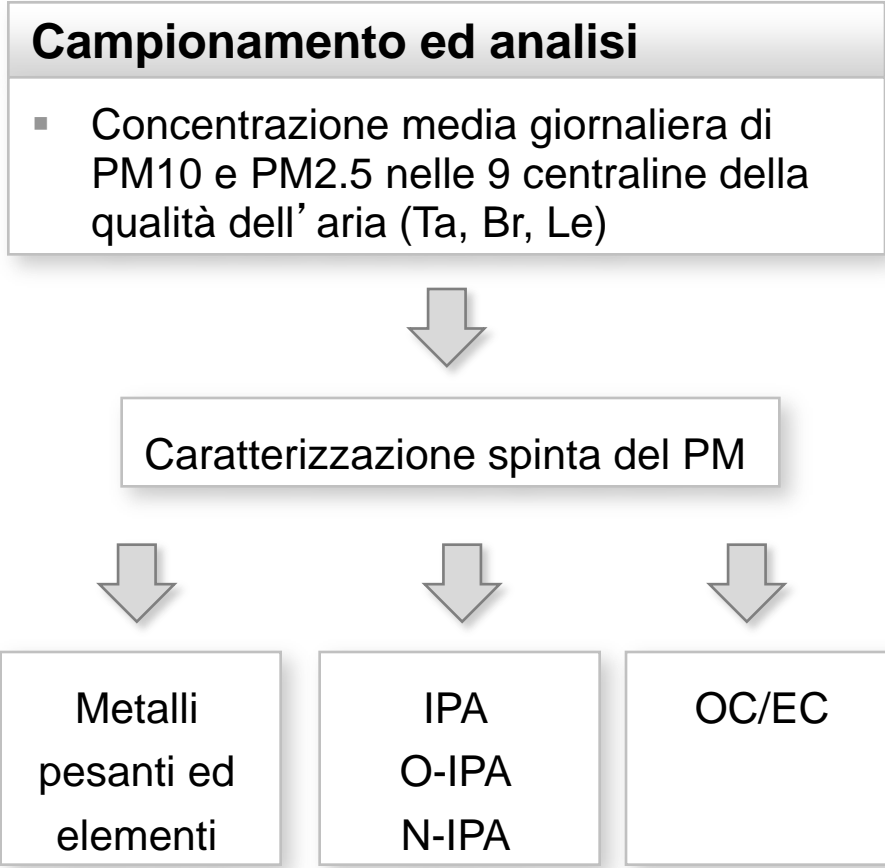 Campionamento ed analisi
▪ Concentrazione media giornaliera di
PM10 e PM2.5 nelle 9 centraline della
qualità dell’aria (Ta, Br, Le)
Caratterizzazione spinta del PM
Metalli
pesanti ed
elementi
IPA
O-IPA
N-IPA
OC/EC